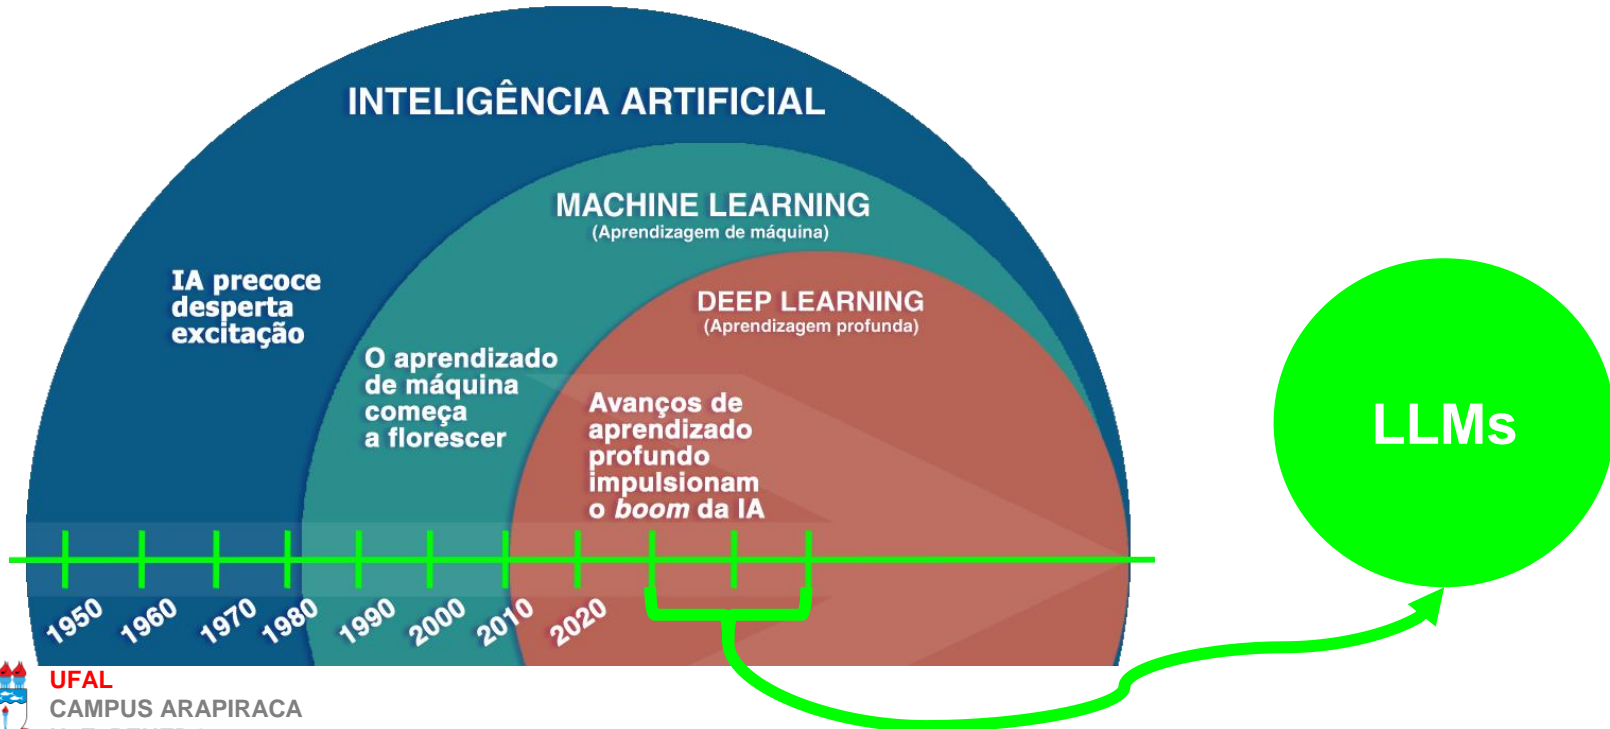 INTELIGÊNCIA ARTIFICIAL
MACHINE LEARNING
(Aprendizagem de máquina)
DEEP LEARNING
(Aprendizagem profunda)
IA precoce
desperta
excitação
O aprendizado
de máquina
começa
a florescer
Avanços de
aprendizado
profundo
impulsionam
o boom da IA
LLMs
1950
1960
1970
1980
1990
2000
2010
2020
UFAL
CAMPUS ARAPIRACA